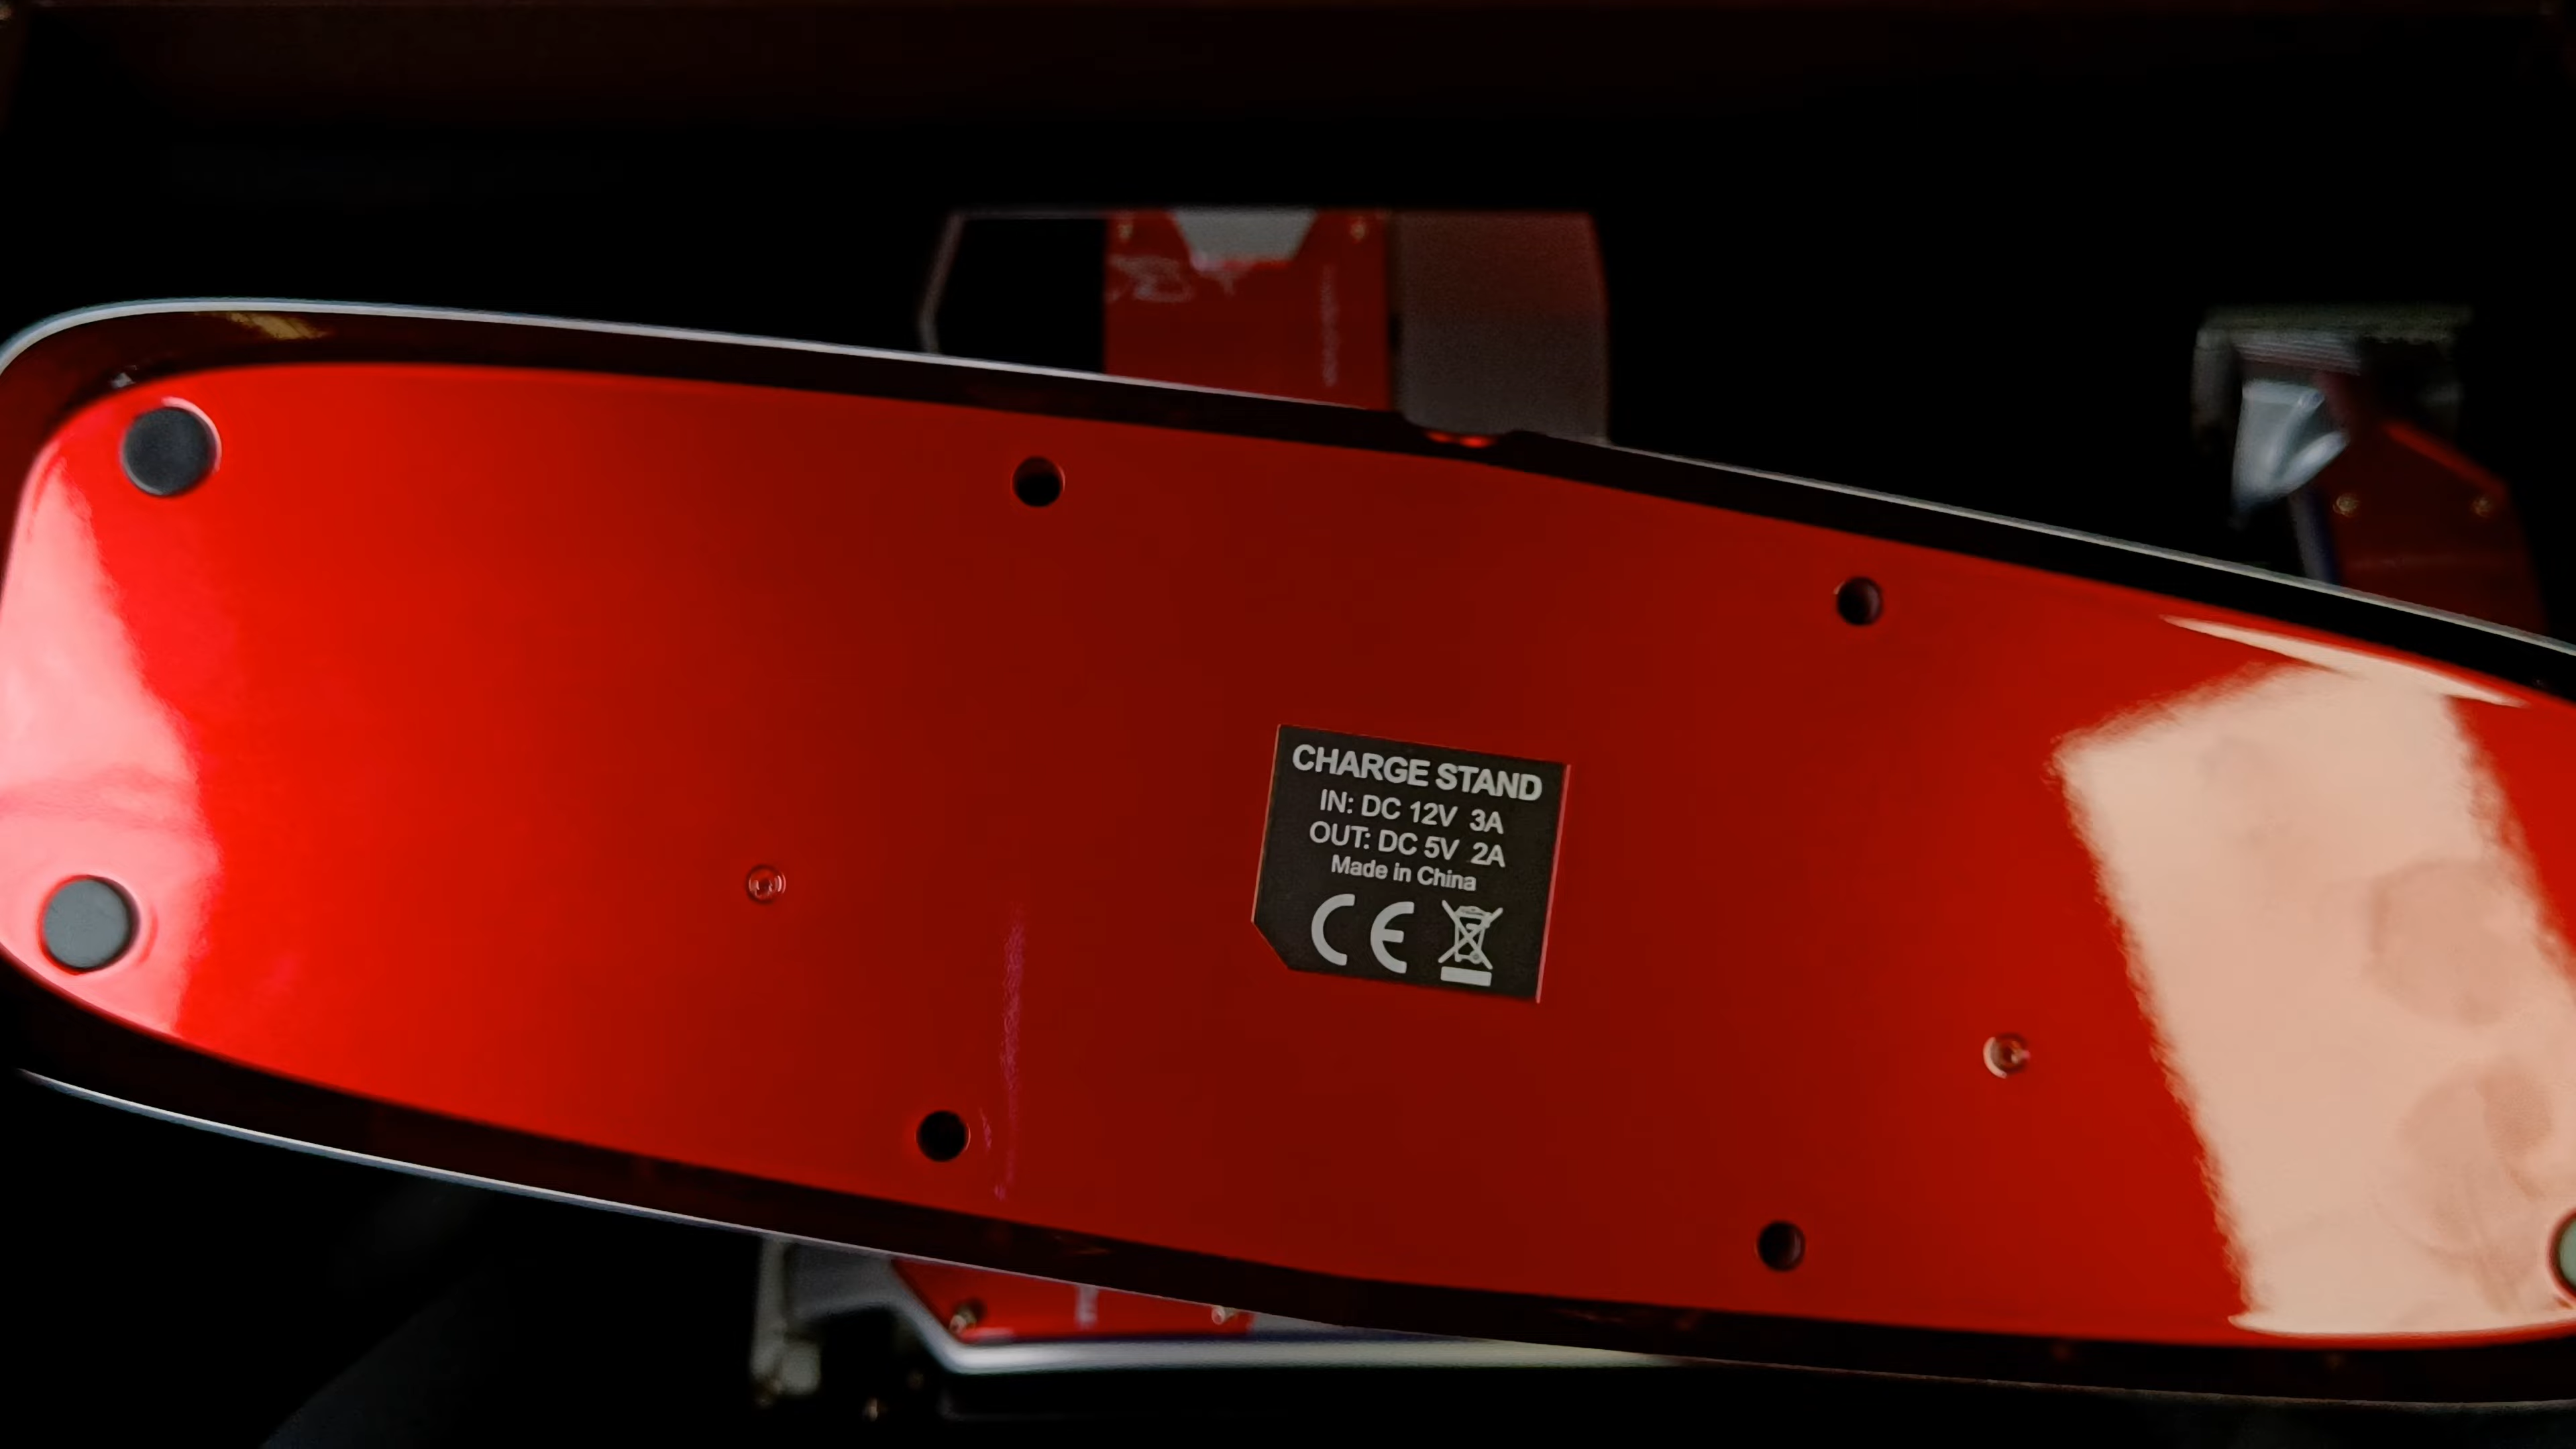 CHARGE STAND
IN: DC 12V 3A
OUT: DC 5V 2A
Made in China
CE